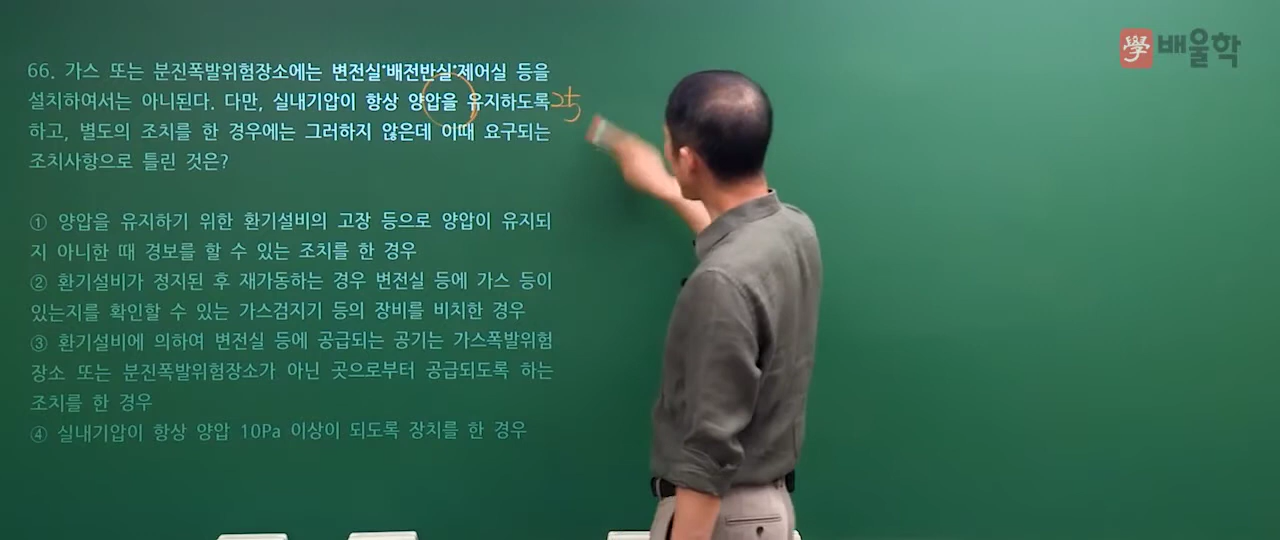 學 배울학
66. 가스 또는 분진폭발위험장소에는 변전실·배전반실·제어실 등을
설치하여서는 아니된다. 다만, 실내기압이 항상 양압을 유지하도록
하고, 별도의 조치를 한 경우에는 그러하지 않은데 이때 요구되는
조치사항으로 틀린 것은?
① 양압을 유지하기 위한 환기설비의 고장 등으로 양압이 유지되
지 아니한 때 경보를 할 수 있는 조치를 한 경우
② 환기설비가 정지된 후 재가동하는 경우 변전실 등에 가스 등이
있는지를 확인할 수 있는 가스검지기 등의 장비를 비치한 경우
③ 환기설비에 의하여 변전실 등에 공급되는 공기는 가스폭발위험
장소 또는 분진폭발위험장소가 아닌 곳으로부터 공급되도록 하는
조치를 한 경우
④ 실내기압이 항상 양압 10Pa 이상이 되도록 장치를 한 경우